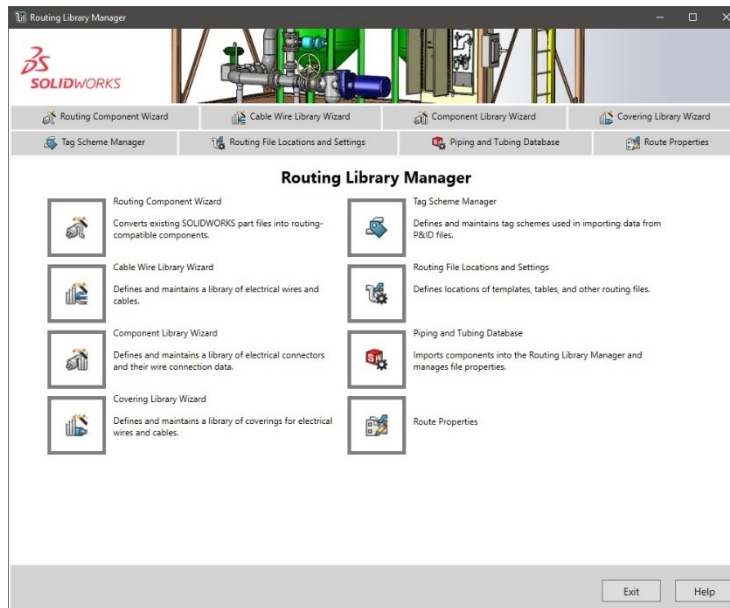 Routing Library Manager
SOLIDWORKS
Routing Component Wizard
Cable Wire Library Wizard
Component Library Wizard
Covering Library Wizard
Tag Scheme Manager
Routing File Locations and Settings
Piping and Tubing Database
Route Properties
Routing Library Manager
Routing Component Wizard
Converts existing SOLIDWORKS part files into routing-
compatible components.
Cable Wire Library Wizard
Defines and maintains a library of electrical wires and
cables.
Component Library Wizard
Defines and maintains a library of electrical connectors
and their wire connection data.
Covering Library Wizard
Defines and maintains a library of coverings for electrical
wires and cables.
Tag Scheme Manager
Defines and maintains tag schemes used in importing data from
P&ID files.
Routing File Locations and Settings
Defines locations of templates, tables, and other routing files.
Piping and Tubing Database
Imports components into the Routing Library Manager and
manages file properties.
Route Properties
Exit
Help